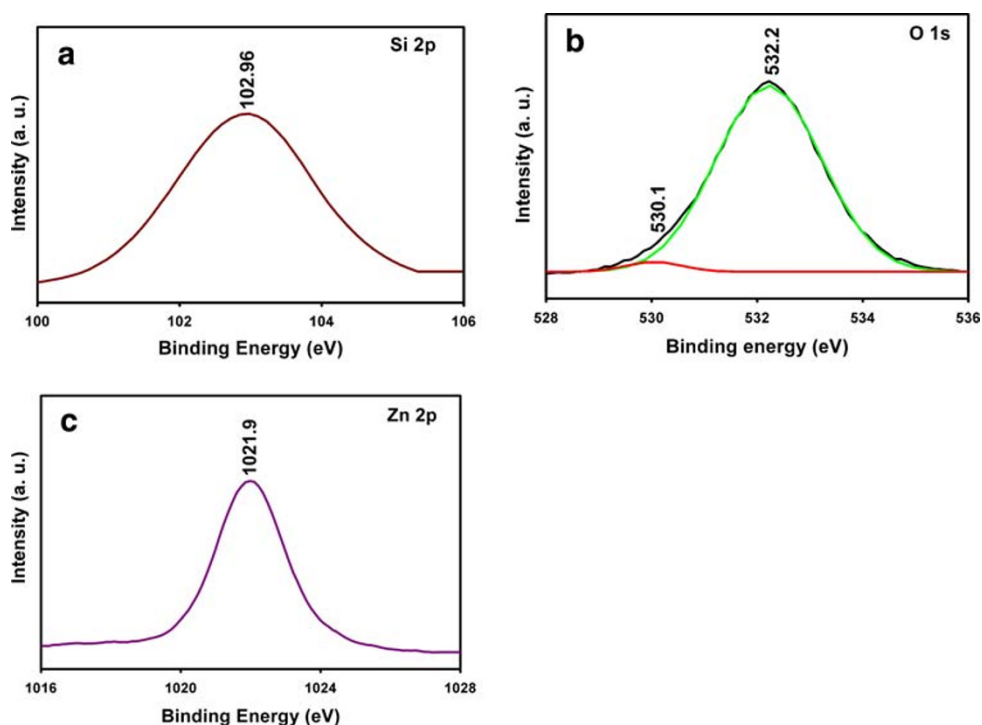 a
Si 2p
102.96
Intensity (a. u.)
100 102 104 106
Binding Energy (eV)
b
O 1s
532.2
530.1
Intensity (a. u.)
528 530 532 534 536
Binding energy (eV)
c
Zn 2p
1021.9
Intensity (a. u.)
1016 1020 1024 1028
Binding Energy (eV)